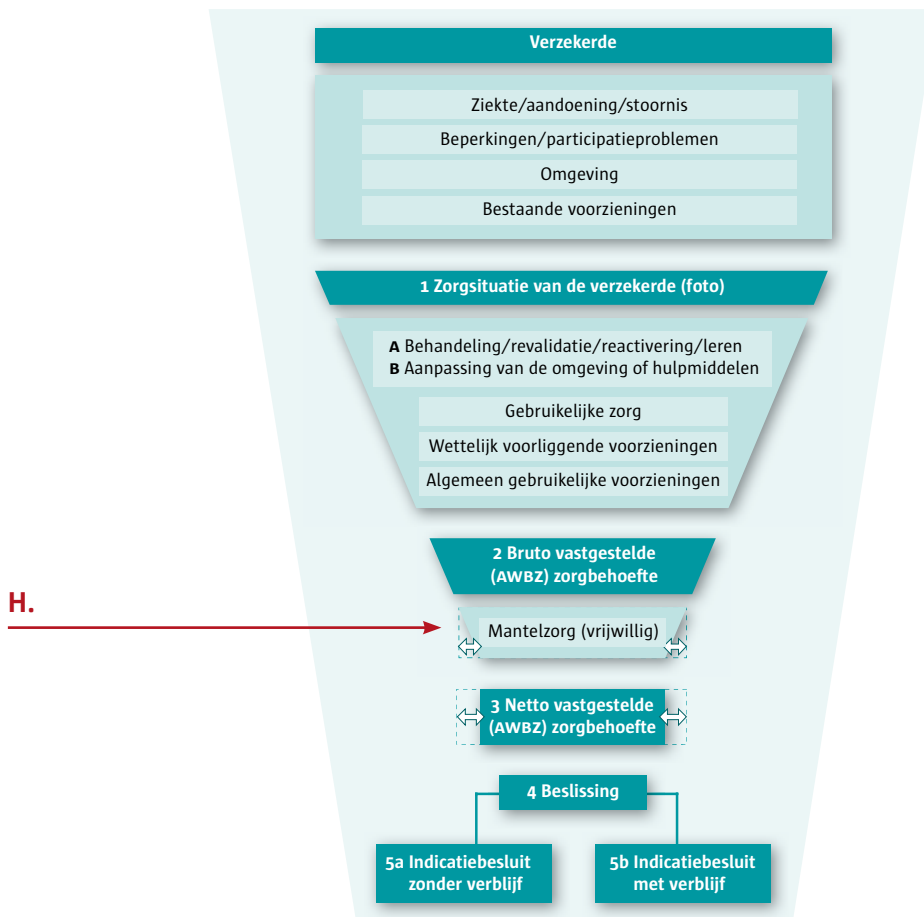 Verzekerde
Ziekte/aandoening/stoornis
Beperkingen/participatieproblemen
Omgeving
Bestaande voorzieningen
1 Zorgsituatie van de verzekerde (foto)
A Behandeling/revalidatie/reactivering/leren
B Aanpassing van de omgeving of hulpmiddelen
Gebruikelijke zorg
Wettelijk voorliggende voorzieningen
Algemeen gebruikelijke voorzieningen
2 Bruto vastgestelde
(AWBZ) zorgbehoefte
H.
Mantelzorg (vrijwillig)
3 Netto vastgestelde
(AWBZ) zorgbehoefte
4 Beslissing
5a Indicatiebesluit
zonder verblijf
5b Indicatiebesluit
met verblijf